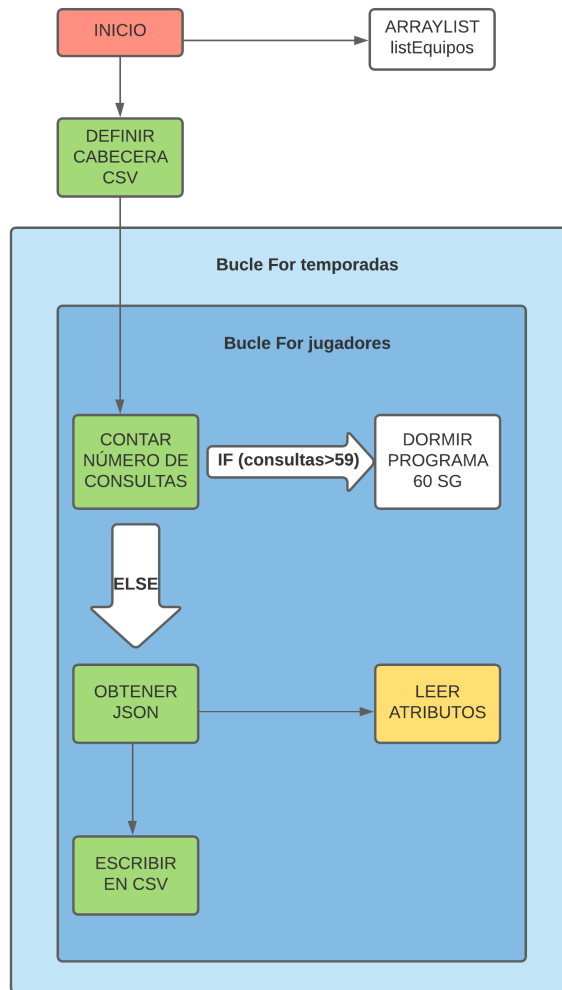 INICIO
ARRAYLIST
listEquipos
DEFINIR
CABECERA
CSV
Bucle For temporadas
Bucle For jugadores
CONTAR
NÚMERO DE
CONSULTAS
IF (consultas>59)
DORMIR
PROGRAMA
60 SG
ELSE
OBTENER
JSON
LEER
ATRIBUTOS
ESCRIBIR
EN CSV